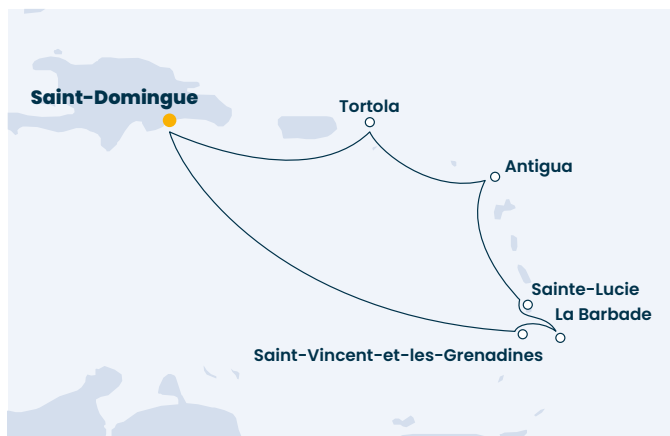 Saint-Domingue
Tortola
Antigua
Sainte-Lucie
La Barbade
Saint-Vincent-et-les-Grenadines